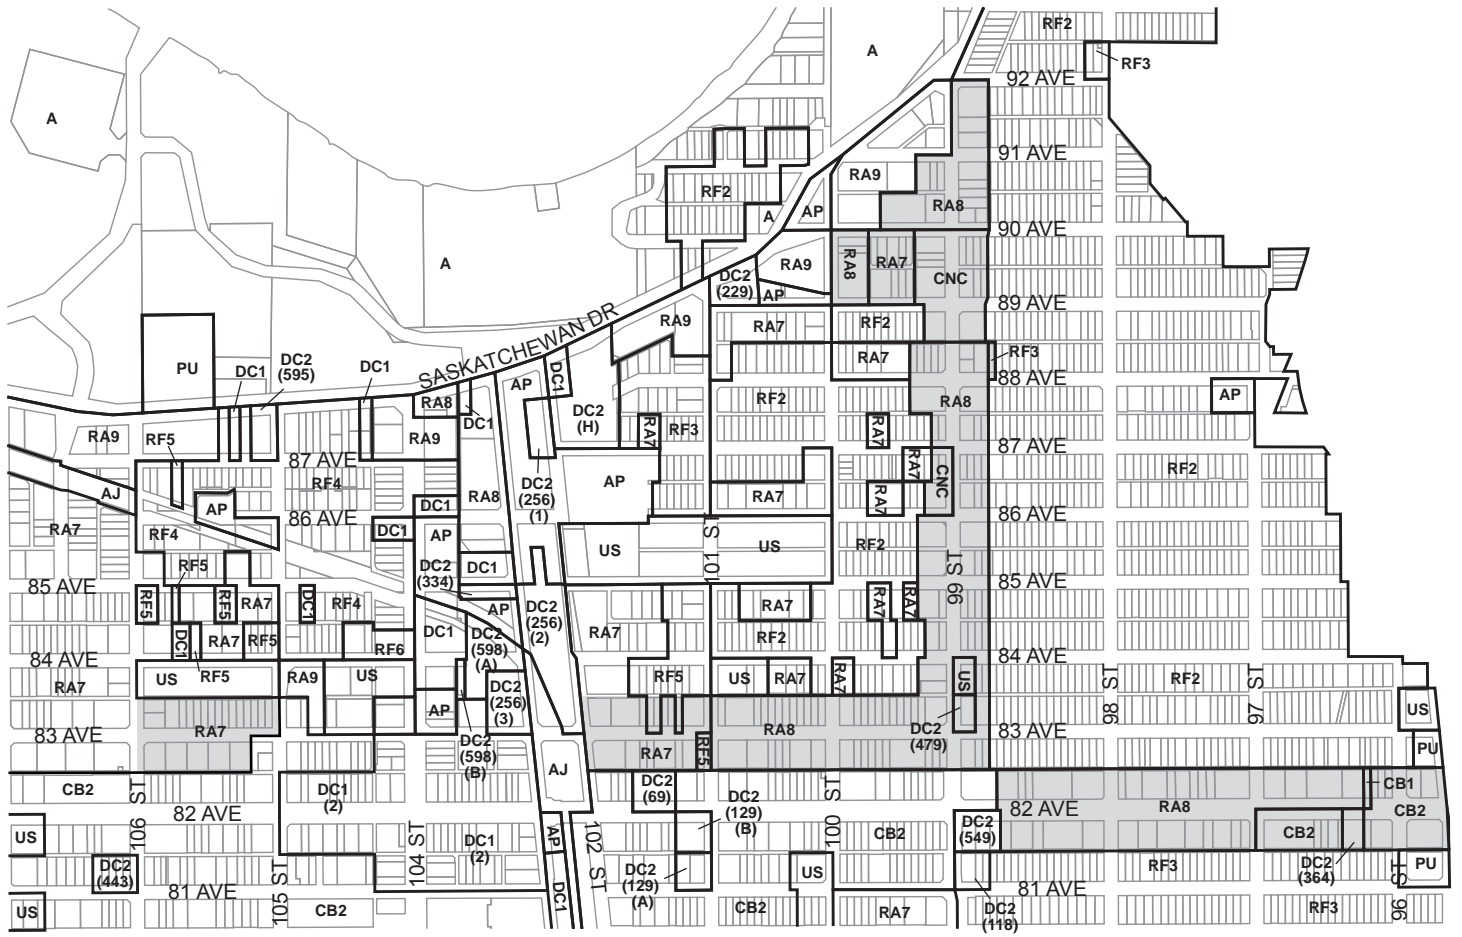 RF2
A
RF3
92 AVE
A
91 AVE
RA9
RF2
AP
RA8
A
90 AVE
A
RA9
RA8
RA7
CNC
DC2
(229)
AP
89 AVE
RA9
RA7
RF2
SASKATCHEWAN DR
RA7
RF3
PU
DC1
DC2
(595)
DC1
88 AVE
AP
DC1
AP
RA8
DC1
RF2
RA8
DC2
(H)
RA7
RF3
RA7
RA9
RF5
RA9
87 AVE
87 AVE
RF2
RA7
CNC
RF4
AP
AJ
RA8
DC2
(256)
(1)
RA7
RA7
AP
DC1
86 AVE
86 AVE
RA7
RF4
DC1
AP
US
101 ST
US
RF2
99 ST
RF5
DC2
(334)
DC1
85 AVE
85 AVE
RF5
RF5
RA7
DC1
RF4
AP
DC2
(256)
(2)
RA7
RA7
RA7
RA7
DC1
RA7
RF5
DC1
DC2
(598)
(A)
RF2
RF6
84 AVE
84 AVE
RA7
US
RF5
RA9
US
RF5
US
RA7
RA7
US
98 ST
RF2
97 ST
DC2
(256)
(3)
AP
US
83 AVE
RA7
RA8
DC2
(479)
83 AVE
DC2
(598)
(B)
RA7
RF5
PU
AJ
CB2
106 ST
DC1
(2)
DC2
(69)
100 ST
CB1
82 AVE
DC2
(129)
(B)
82 AVE
RA8
CB2
US
104 ST
DC1
(2)
AP
102 ST
CB2
DC2
(549)
CB2
DC2
(443)
DC2
(129)
(A)
US
RF3
DC2
(364)
PU
81 AVE
105 ST
DC1
81 AVE
96 ST
US
CB2
CB2
RA7
DC2
(118)
RF3